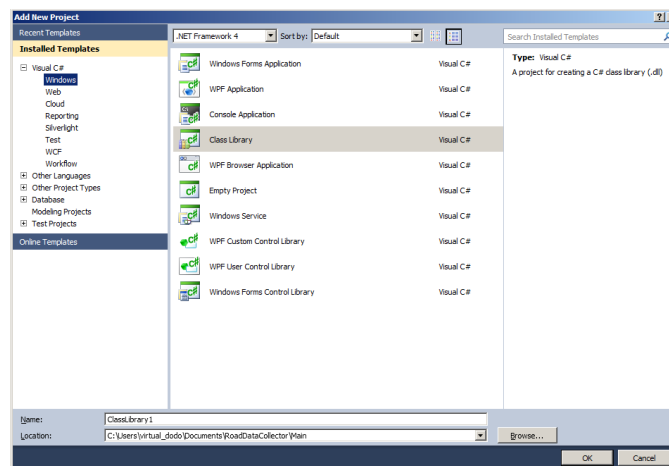 Add New Project
Recent Templates
Installed Templates
Visual C#
Windows
Web
Cloud
Reporting
Silverlight
Test
WCF
Workflow
Other Languages
Other Project Types
Database
Modeling Projects
Test Projects
Online Templates
.NET Framework 4 Sort by: Default
Windows Forms Application Visual C#
WPF Application Visual C#
Console Application Visual C#
Class Library Visual C#
WPF Browser Application Visual C#
Empty Project Visual C#
Windows Service Visual C#
WPF Custom Control Library Visual C#
WPF User Control Library Visual C#
Windows Forms Control Library Visual C#
Search Installed Templates
Type: Visual C#
A project for creating a C# class library (.dll)
Name: ClassLibrary1
Location: C:\Users\virtual_dodo\Documents\RoadDataCollector\Main Browse...
OK Cancel